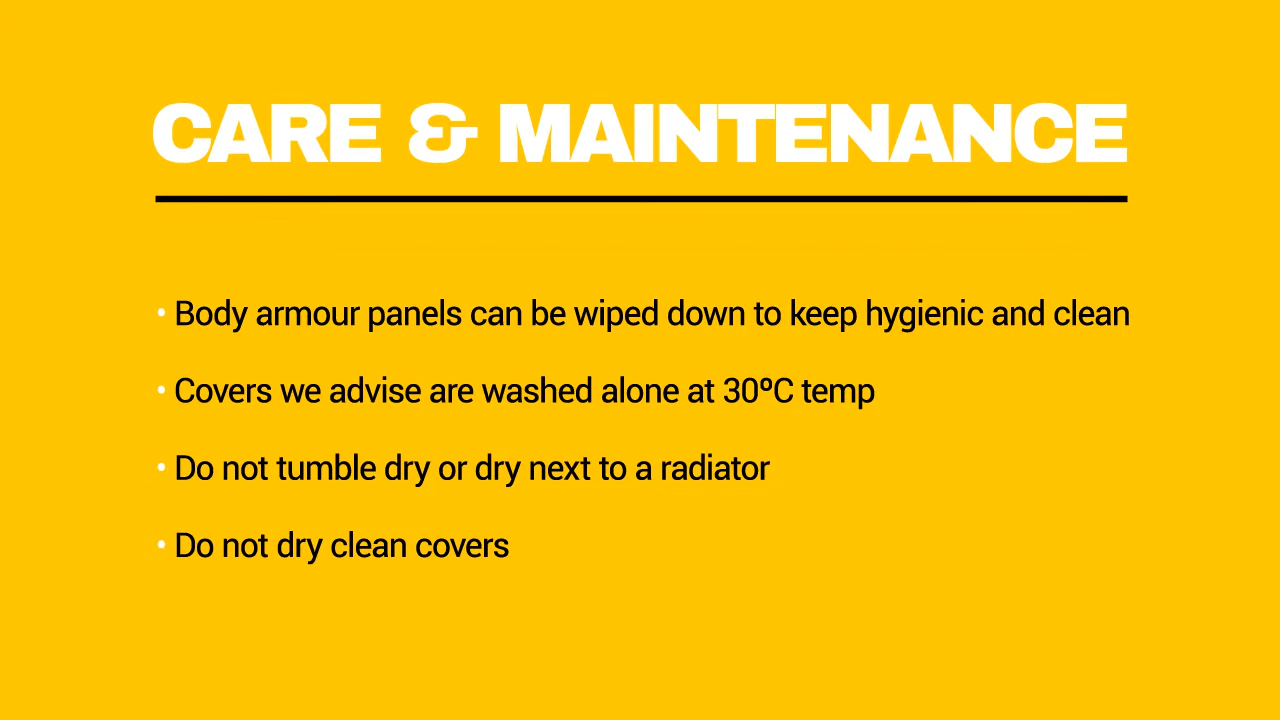 CARE & MAINTENANCE
• Body armour panels can be wiped down to keep hygienic and clean
• Covers we advise are washed alone at 30ºC temp
• Do not tumble dry or dry next to a radiator
• Do not dry clean covers